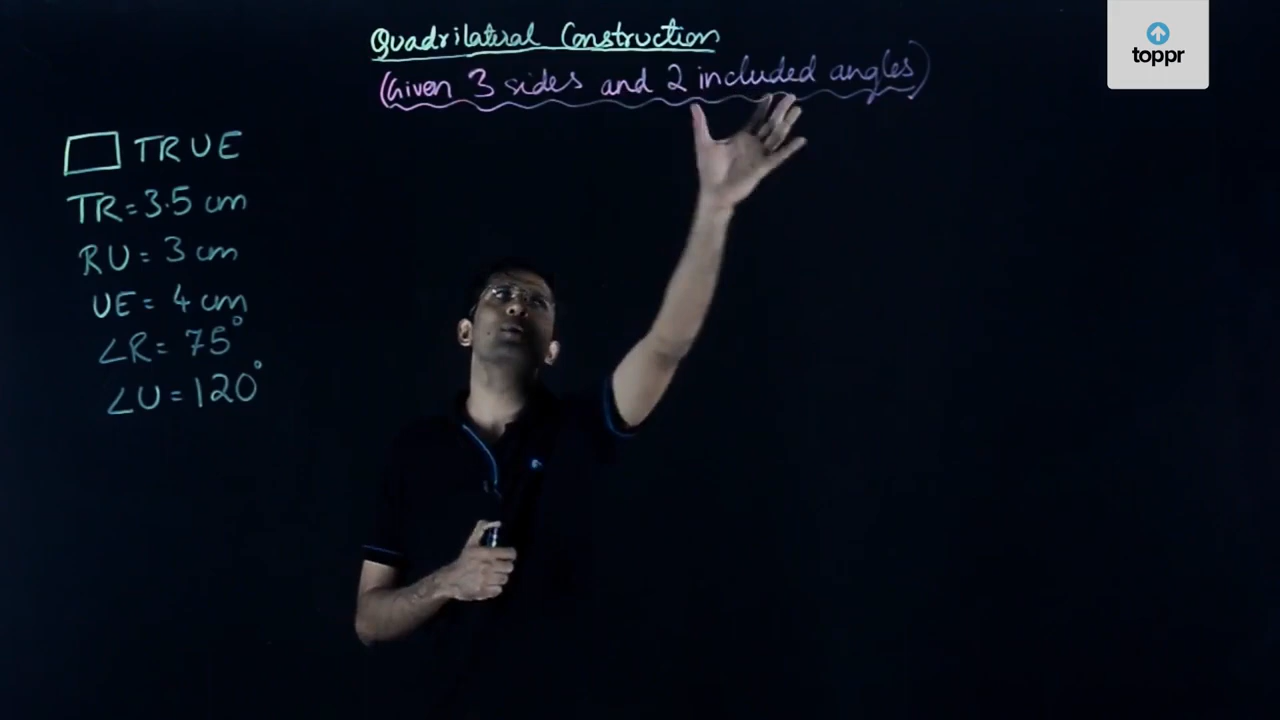 Quadrilateral Construction
(Given 3 sides and 2 included angles)
toppr
▭ TRUE
TR = 3.5 cm
RU = 3 cm
UE = 4 cm
∠R = 75°
∠U = 120°